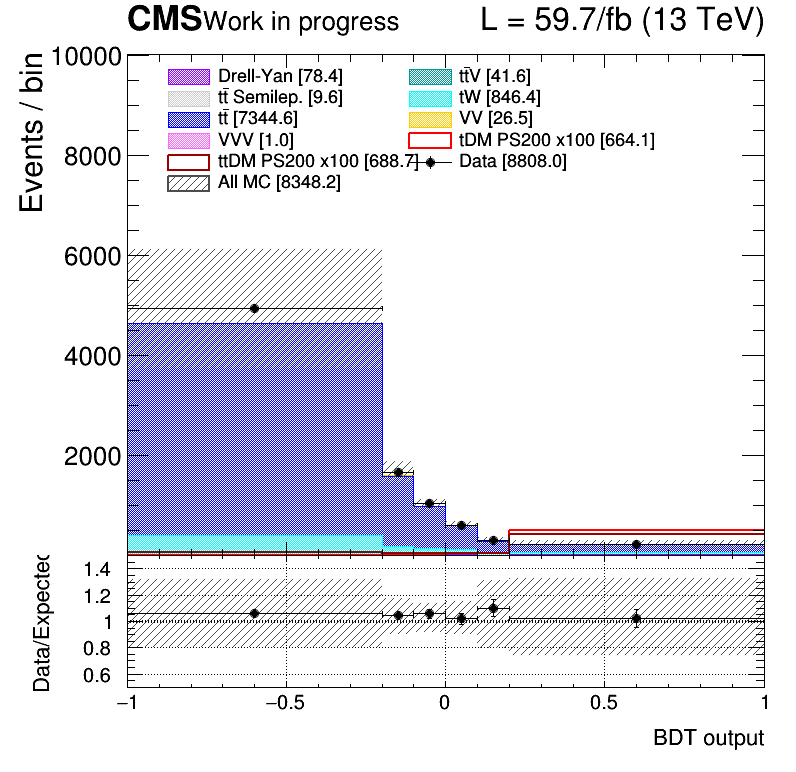 CMS Work in progress L = 59.7/fb (13 TeV)
Events / bin
10000
8000
6000
4000
2000
Drell-Yan [78.4] tt̄V [41.6]
tt̄ Semilep. [9.6] tW [846.4]
tt̄ [7344.6] VV [26.5]
VVV [1.0] tDM PS200 x100 [664.1]
ttDM PS200 x100 [688.7] Data [8808.0]
All MC [8348.2]
Data/Expected
1.4
1.2
1
0.8
0.6
−1 −0.5 0 0.5 1
BDT output